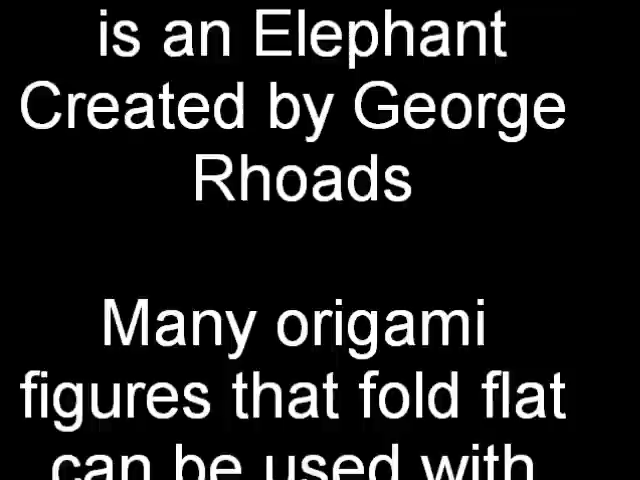 is an Elephant
Created by George
Rhoads
Many origami
figures that fold flat
can be used with